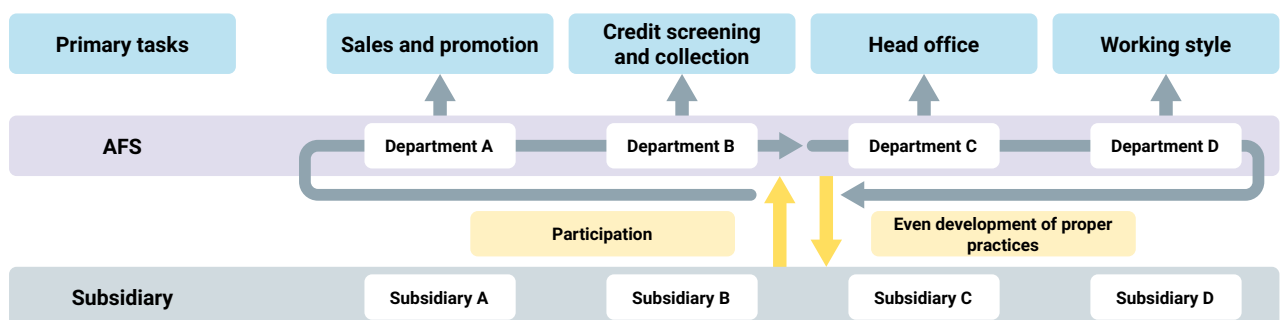 Primary tasks
Sales and promotion
Credit screening
and collection
Head office
Working style
AFS
Department A
Department B
Department C
Department D
Participation
Even development of proper
practices
Subsidiary
Subsidiary A
Subsidiary B
Subsidiary C
Subsidiary D